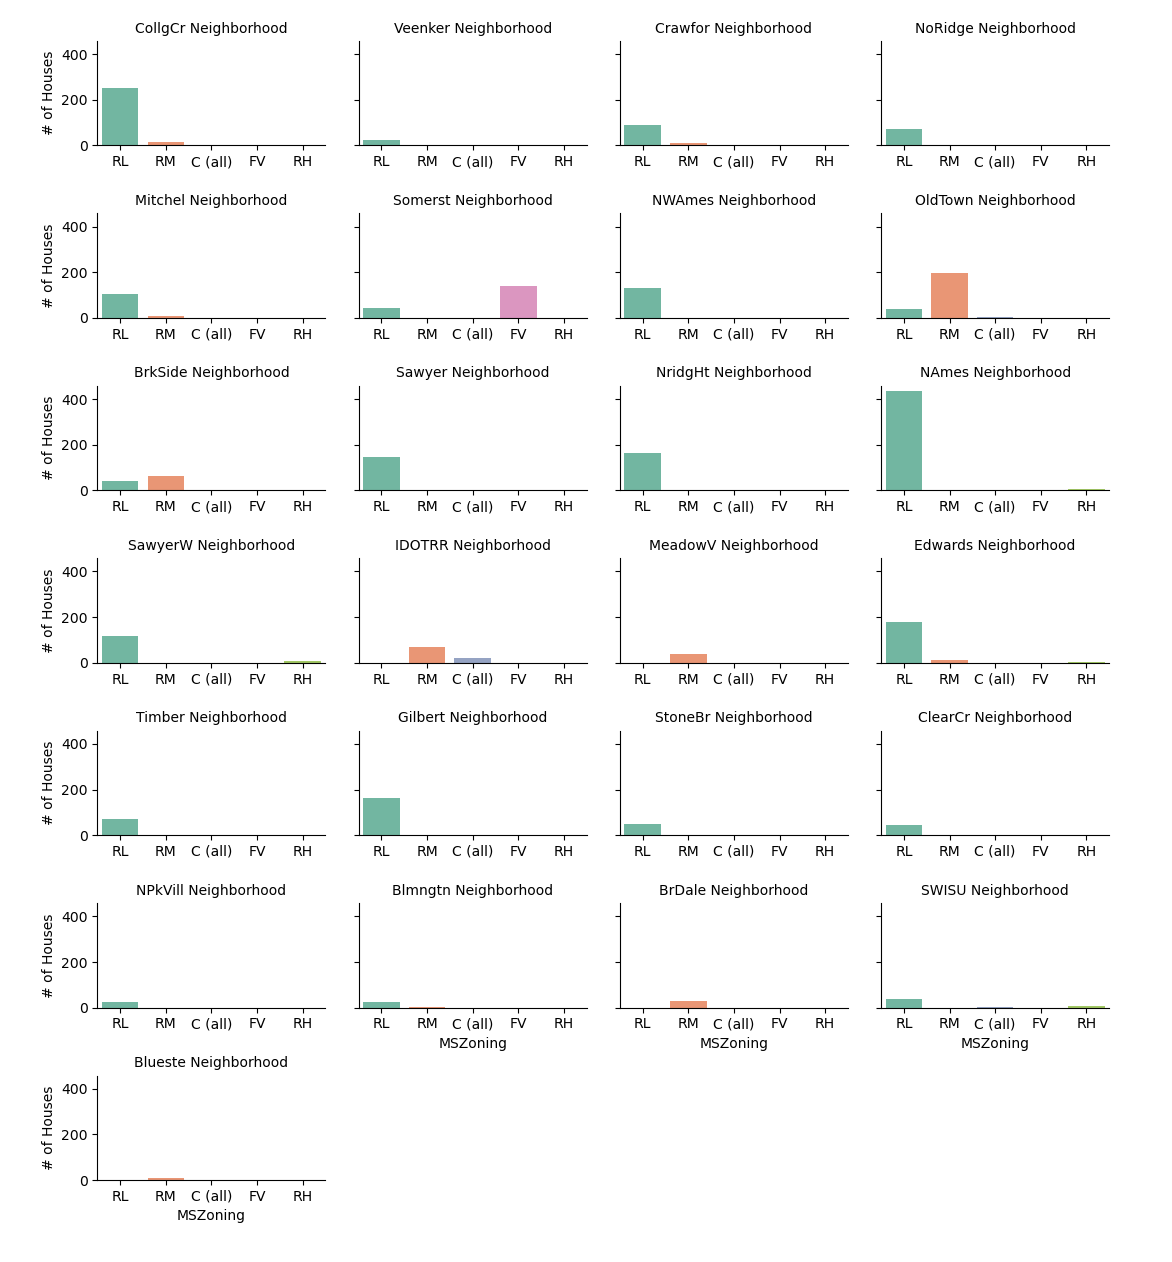 CollgCr Neighborhood
Veenker Neighborhood
Crawfor Neighborhood
NoRidge Neighborhood
# of Houses
400
200
0
RL RM C (all) FV RH
RL RM C (all) FV RH
RL RM C (all) FV RH
RL RM C (all) FV RH
Mitchel Neighborhood
Somerst Neighborhood
NWAmes Neighborhood
OldTown Neighborhood
# of Houses
400
200
0
RL RM C (all) FV RH
RL RM C (all) FV RH
RL RM C (all) FV RH
RL RM C (all) FV RH
BrkSide Neighborhood
Sawyer Neighborhood
NridgHt Neighborhood
NAmes Neighborhood
# of Houses
400
200
0
RL RM C (all) FV RH
RL RM C (all) FV RH
RL RM C (all) FV RH
RL RM C (all) FV RH
SawyerW Neighborhood
IDOTRR Neighborhood
MeadowV Neighborhood
Edwards Neighborhood
# of Houses
400
200
0
RL RM C (all) FV RH
RL RM C (all) FV RH
RL RM C (all) FV RH
RL RM C (all) FV RH
Timber Neighborhood
Gilbert Neighborhood
StoneBr Neighborhood
ClearCr Neighborhood
# of Houses
400
200
0
RL RM C (all) FV RH
RL RM C (all) FV RH
RL RM C (all) FV RH
RL RM C (all) FV RH
NPkVill Neighborhood
Blmngtn Neighborhood
BrDale Neighborhood
SWISU Neighborhood
# of Houses
400
200
0
RL RM C (all) FV RH
RL RM C (all) FV RH
RL RM C (all) FV RH
RL RM C (all) FV RH
MSZoning
MSZoning
MSZoning
Blueste Neighborhood
# of Houses
400
200
0
RL RM C (all) FV RH
MSZoning